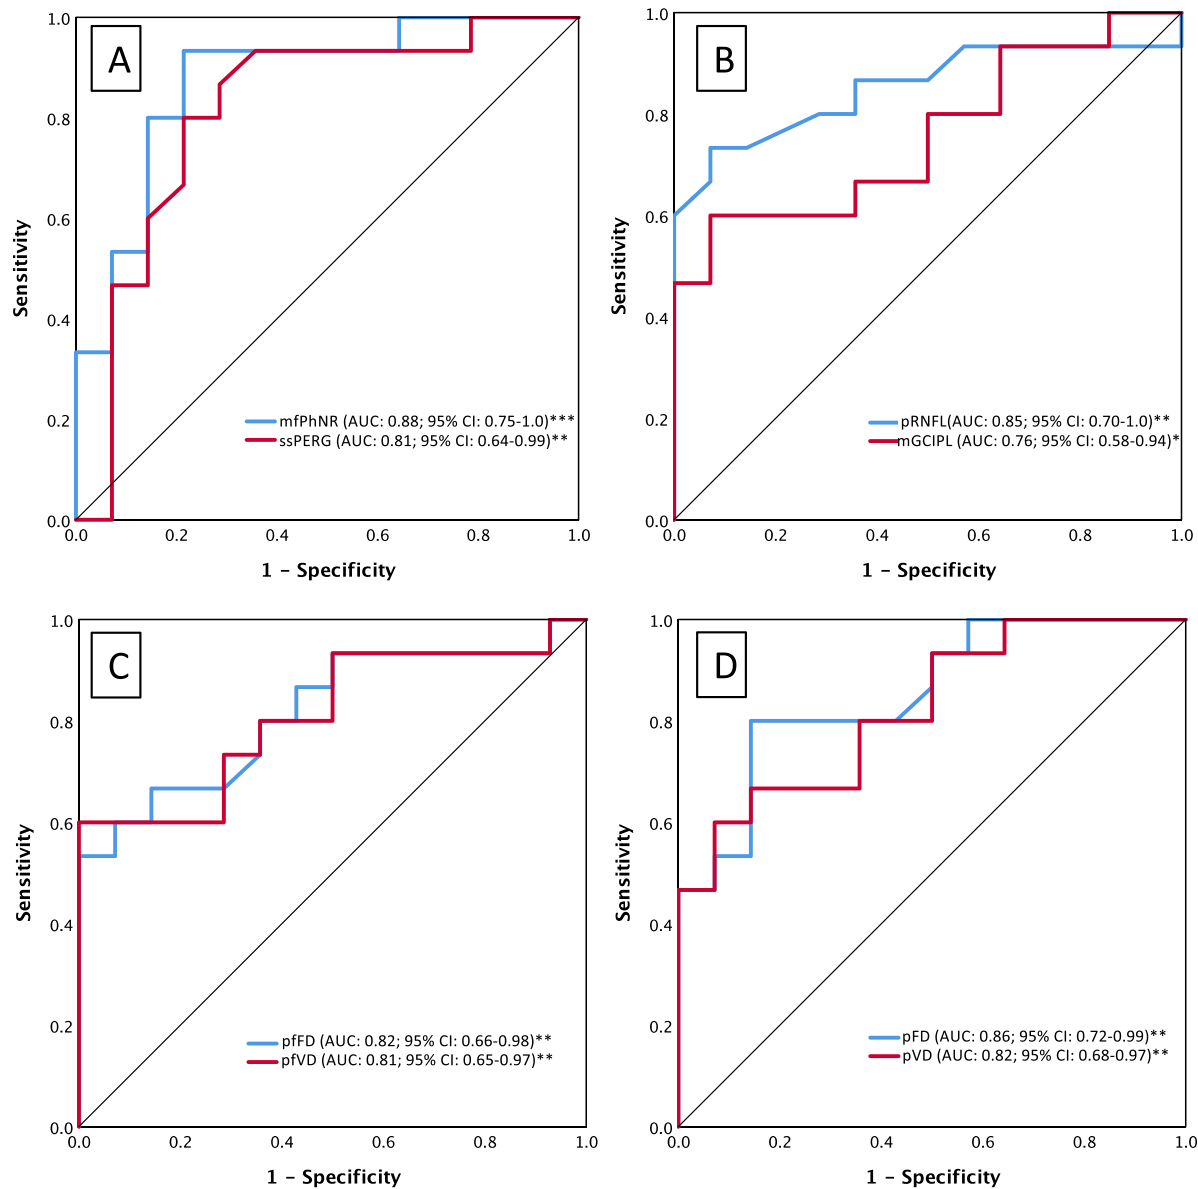 A
1.0
0.8
0.6
0.4
0.2
0.0
Sensitivity
mfPhNR (AUC: 0.88; 95% CI: 0.75-1.0)***
ssPERG (AUC: 0.81; 95% CI: 0.64-0.99)**
0.0 0.2 0.4 0.6 0.8 1.0
1 – Specificity
B
1.0
0.8
0.6
0.4
0.2
0.0
Sensitivity
pRNFL(AUC: 0.85; 95% CI: 0.70-1.0)**
mGCIPL (AUC: 0.76; 95% CI: 0.58-0.94)*
0.0 0.2 0.4 0.6 0.8 1.0
1 – Specificity
C
1.0
0.8
0.6
0.4
0.2
0.0
Sensitivity
pfFD (AUC: 0.82; 95% CI: 0.66-0.98)**
pfVD (AUC: 0.81; 95% CI: 0.65-0.97)**
0.0 0.2 0.4 0.6 0.8 1.0
1 – Specificity
D
1.0
0.8
0.6
0.4
0.2
0.0
Sensitivity
pFD (AUC: 0.86; 95% CI: 0.72-0.99)**
pVD (AUC: 0.82; 95% CI: 0.68-0.97)**
0.0 0.2 0.4 0.6 0.8 1.0
1 – Specificity